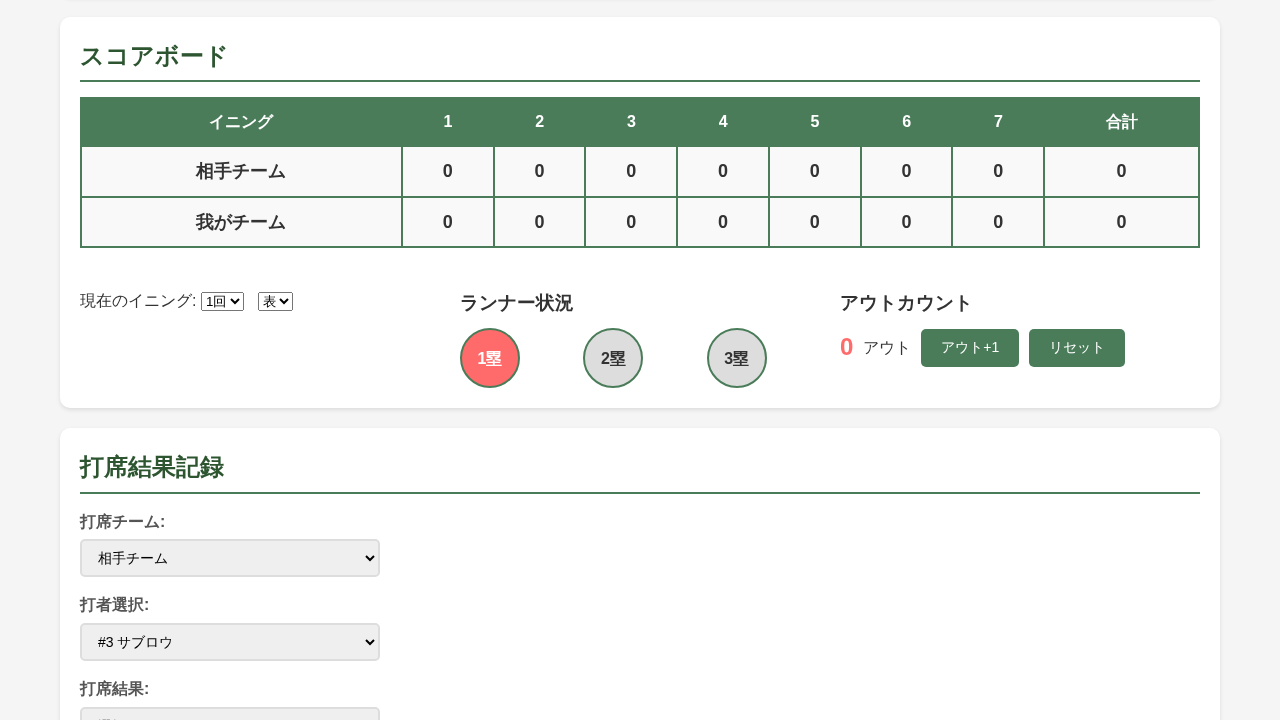 スコアボード
イニング 1 2 3 4 5 6 7 合計
相手チーム 0 0 0 0 0 0 0 0
我がチーム 0 0 0 0 0 0 0 0
現在のイニング: 1回 表
ランナー状況
1塁 2塁 3塁
アウトカウント
0 アウト アウト+1 リセット
打席結果記録
打席チーム:
相手チーム
打者選択:
#3 サブロウ
打席結果: